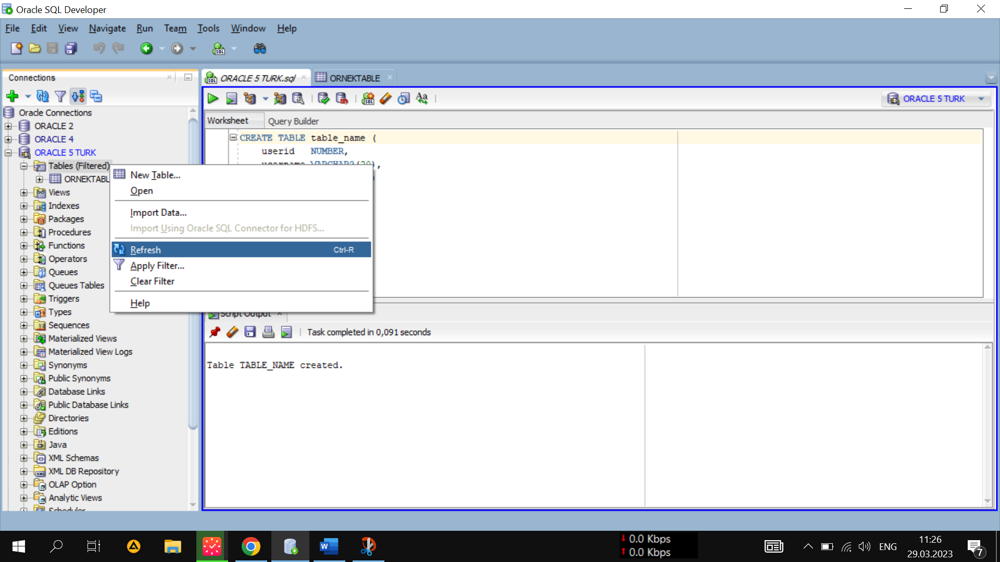 Oracle SQL Developer
File Edit View Navigate Run Team Tools Window Help
Connections
Oracle Connections
ORACLE 2
ORACLE 4
ORACLE 5 TURK
Tables (Filtered)
ORNEKTABL
Views
Indexes
Packages
Procedures
Functions
Operators
Queues
Queues Tables
Triggers
Types
Sequences
Materialized Views
Materialized View Logs
Synonyms
Public Synonyms
Database Links
Public Database Links
Directories
Editions
Java
XML Schemas
XML DB Repository
OLAP Option
Analytic Views
Scheduler
New Table...
Open
Import Data...
Import Using Oracle SQL Connector for HDFS...
Refresh Ctrl-R
Apply Filter...
Clear Filter
Help
ORACLE 5 TURK.sql
ORNEKTABLE
ORACLE 5 TURK
Worksheet Query Builder
CREATE TABLE table_name (
userid NUMBER,
username VARCHAR2(20),
Script Output
Task completed in 0,091 seconds
Table TABLE_NAME created.
0.0 Kbps
0.0 Kbps
ENG
11:26
29.03.2023
7